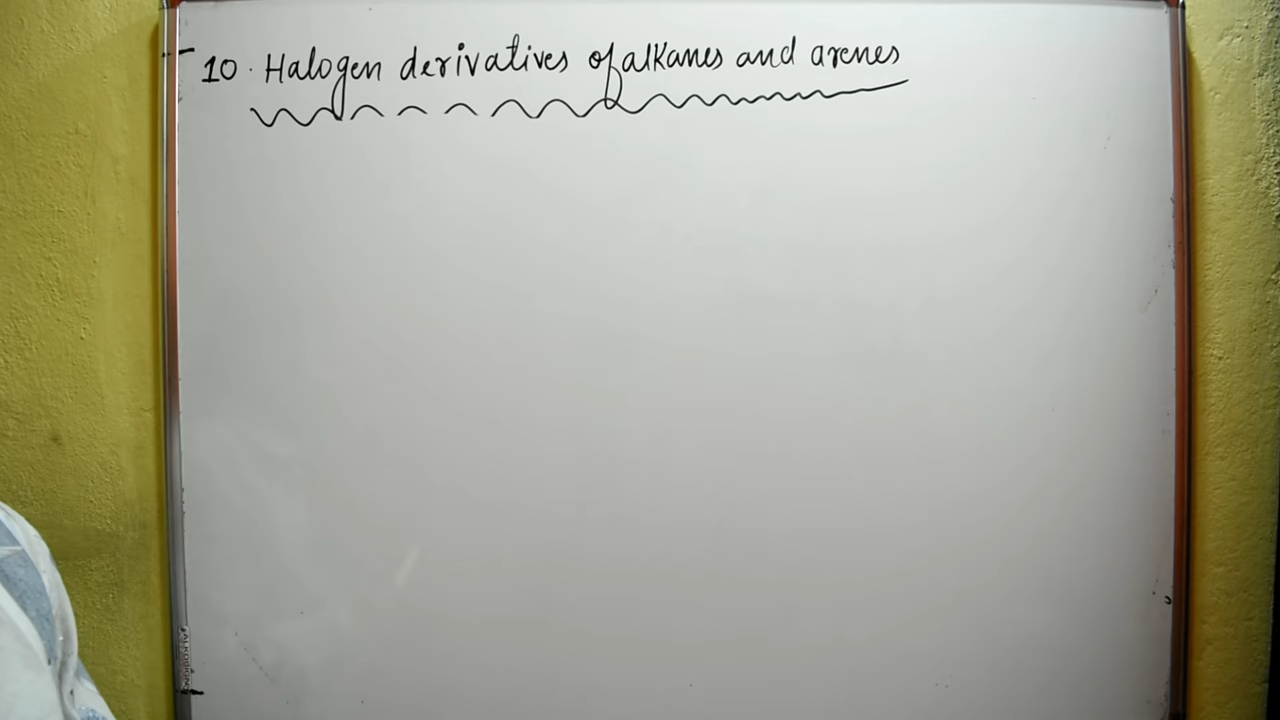 10. Halogen derivatives of alkanes and arenes